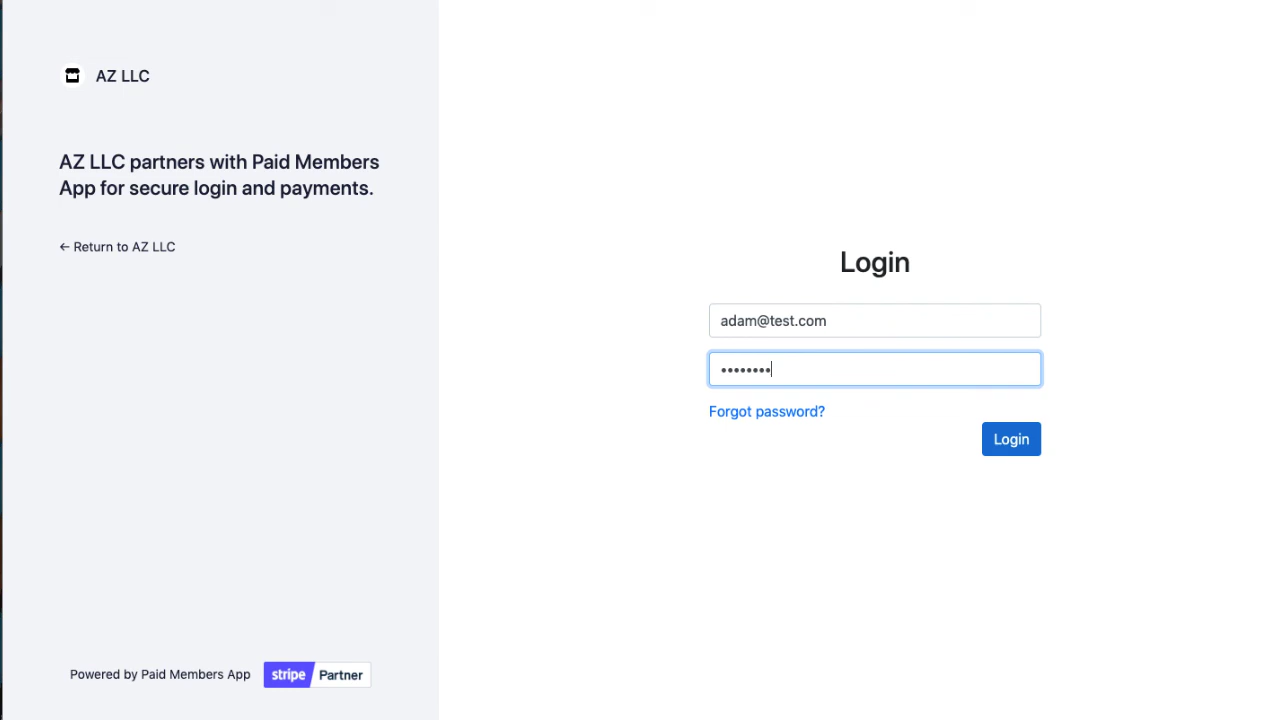 AZ LLC
AZ LLC partners with Paid Members
App for secure login and payments.
← Return to AZ LLC
Login
adam@test.com
••••••••
Forgot password?
Login
Powered by Paid Members App
stripe Partner